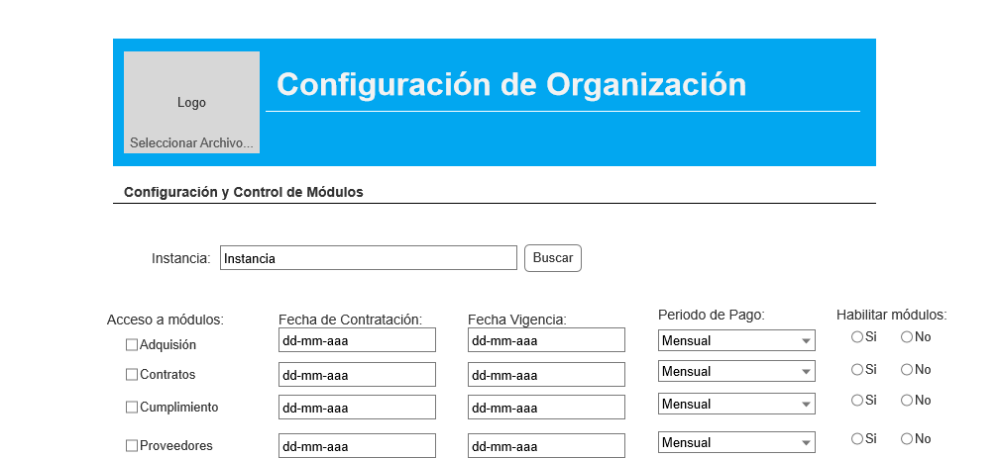 Configuración de Organización
Logo
Seleccionar Archivo...
Configuración y Control de Módulos
Instancia: Instancia Buscar
Acceso a módulos: Fecha de Contratación: Fecha Vigencia: Periodo de Pago: Habilitar módulos:
Adquisión dd-mm-aaa dd-mm-aaa Mensual Si No
Contratos dd-mm-aaa dd-mm-aaa Mensual Si No
Cumplimiento dd-mm-aaa dd-mm-aaa Mensual Si No
Proveedores dd-mm-aaa dd-mm-aaa Mensual Si No